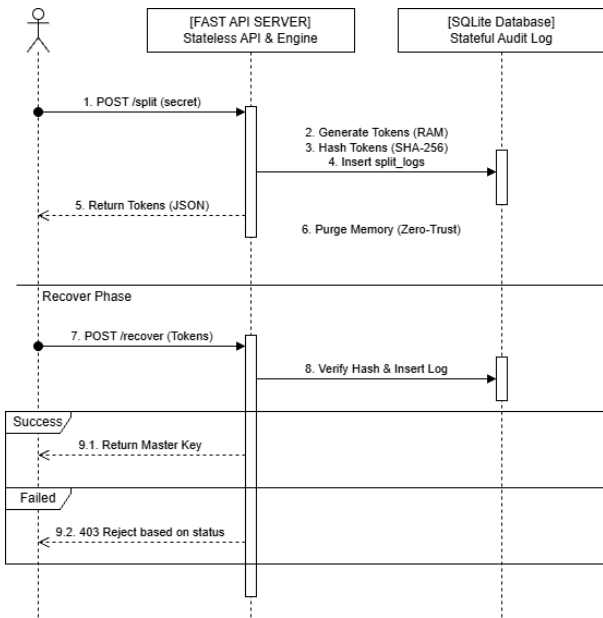 [FAST API SERVER]
Stateless API & Engine
[SQLite Database]
Stateful Audit Log
1. POST /split (secret)
2. Generate Tokens (RAM)
3. Hash Tokens (SHA-256)
4. Insert split_logs
5. Return Tokens (JSON)
6. Purge Memory (Zero-Trust)
Recover Phase
7. POST /recover (Tokens)
8. Verify Hash & Insert Log
Success
9.1. Return Master Key
Failed
9.2. 403 Reject based on status